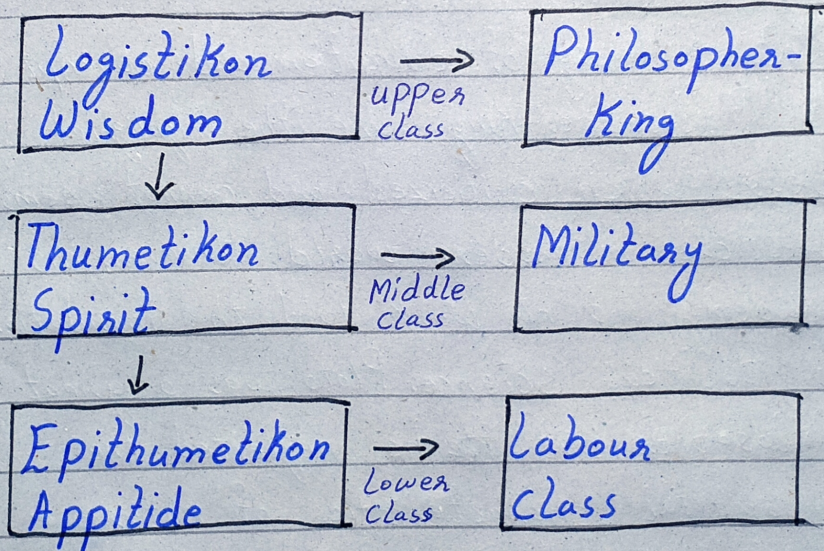 Logistikon
Wisdom
upper
class
Philosopher-
King
Thumetikon
Spirit
Middle
Class
Military
Epithumetikon
Appitide
Lower
Class
Labour
Class